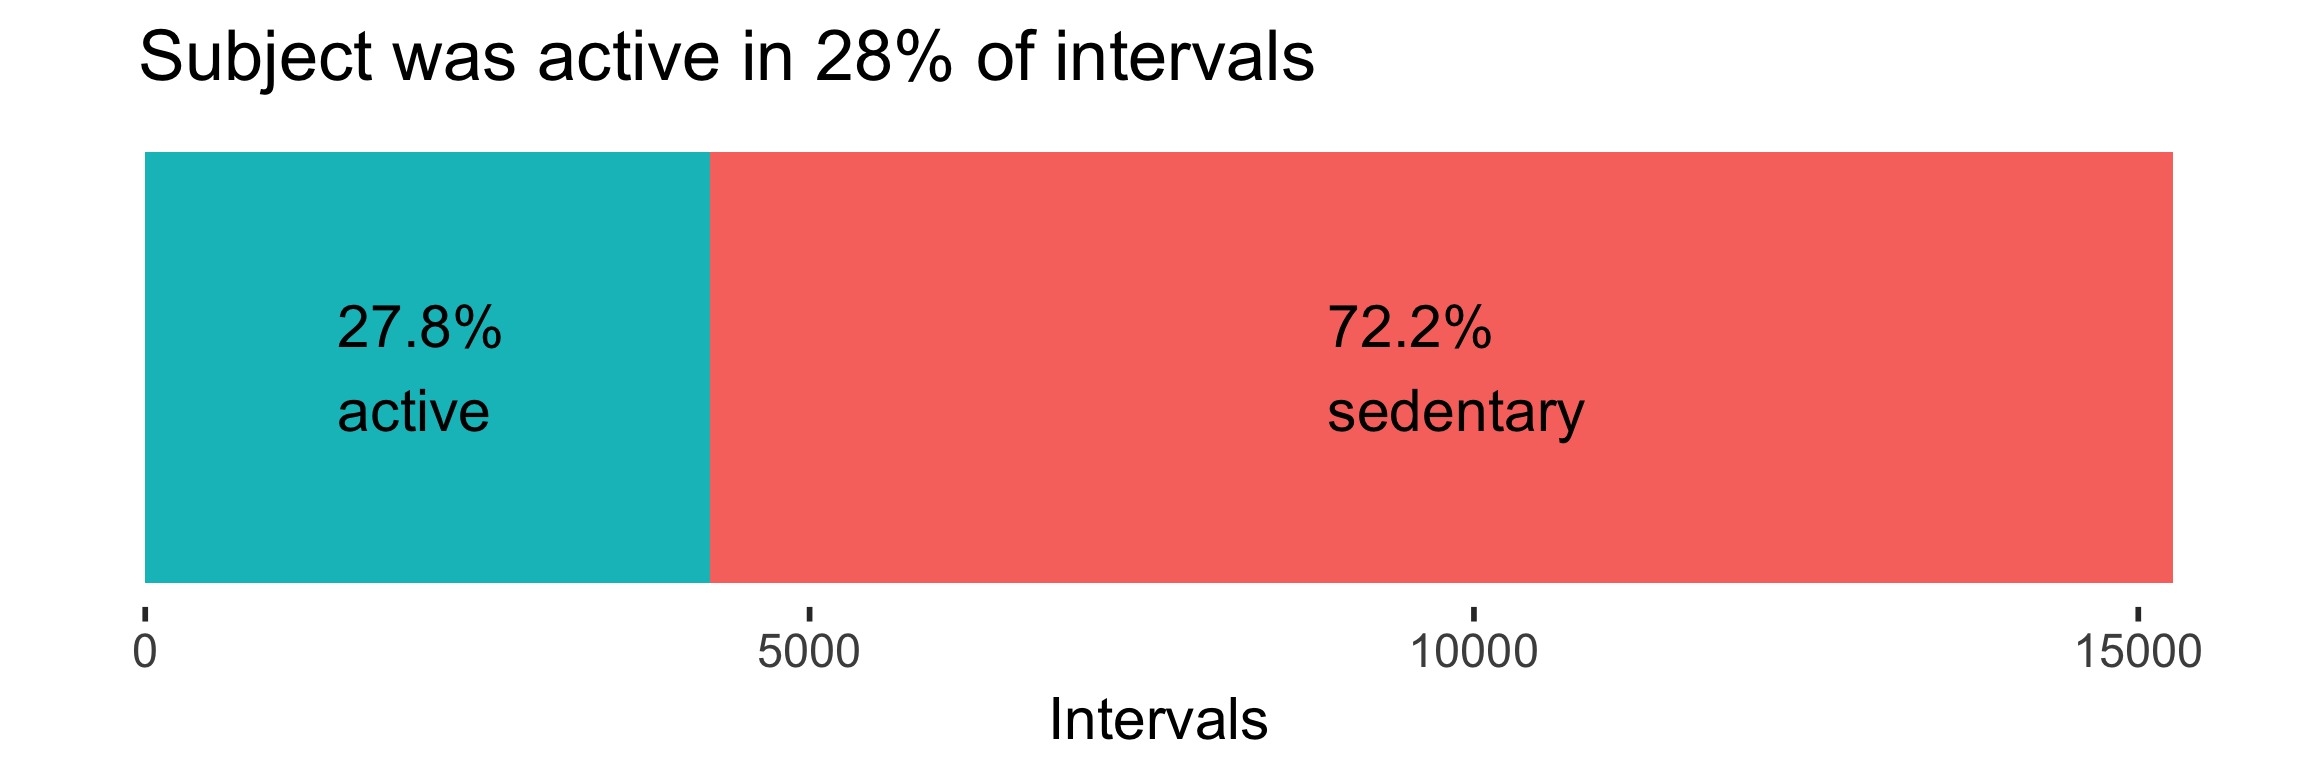 Subject was active in 28% of intervals
27.8%
active
72.2%
sedentary
0 5000 10000 15000
Intervals